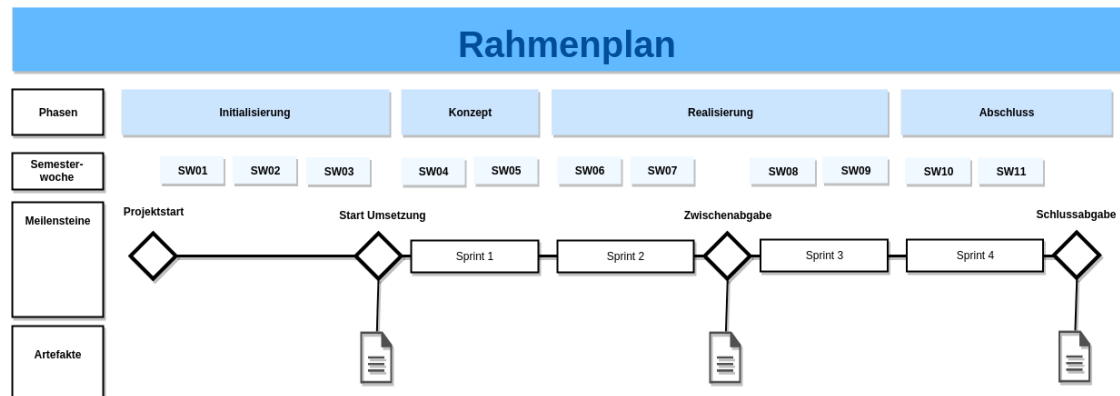 Rahmenplan
Phasen
Initialisierung
Konzept
Realisierung
Abschluss
Semester-
woche
SW01
SW02
SW03
SW04
SW05
SW06
SW07
SW08
SW09
SW10
SW11
Meilensteine
Projektstart
Start Umsetzung
Zwischenabgabe
Schlussabgabe
Sprint 1
Sprint 2
Sprint 3
Sprint 4
Artefakte